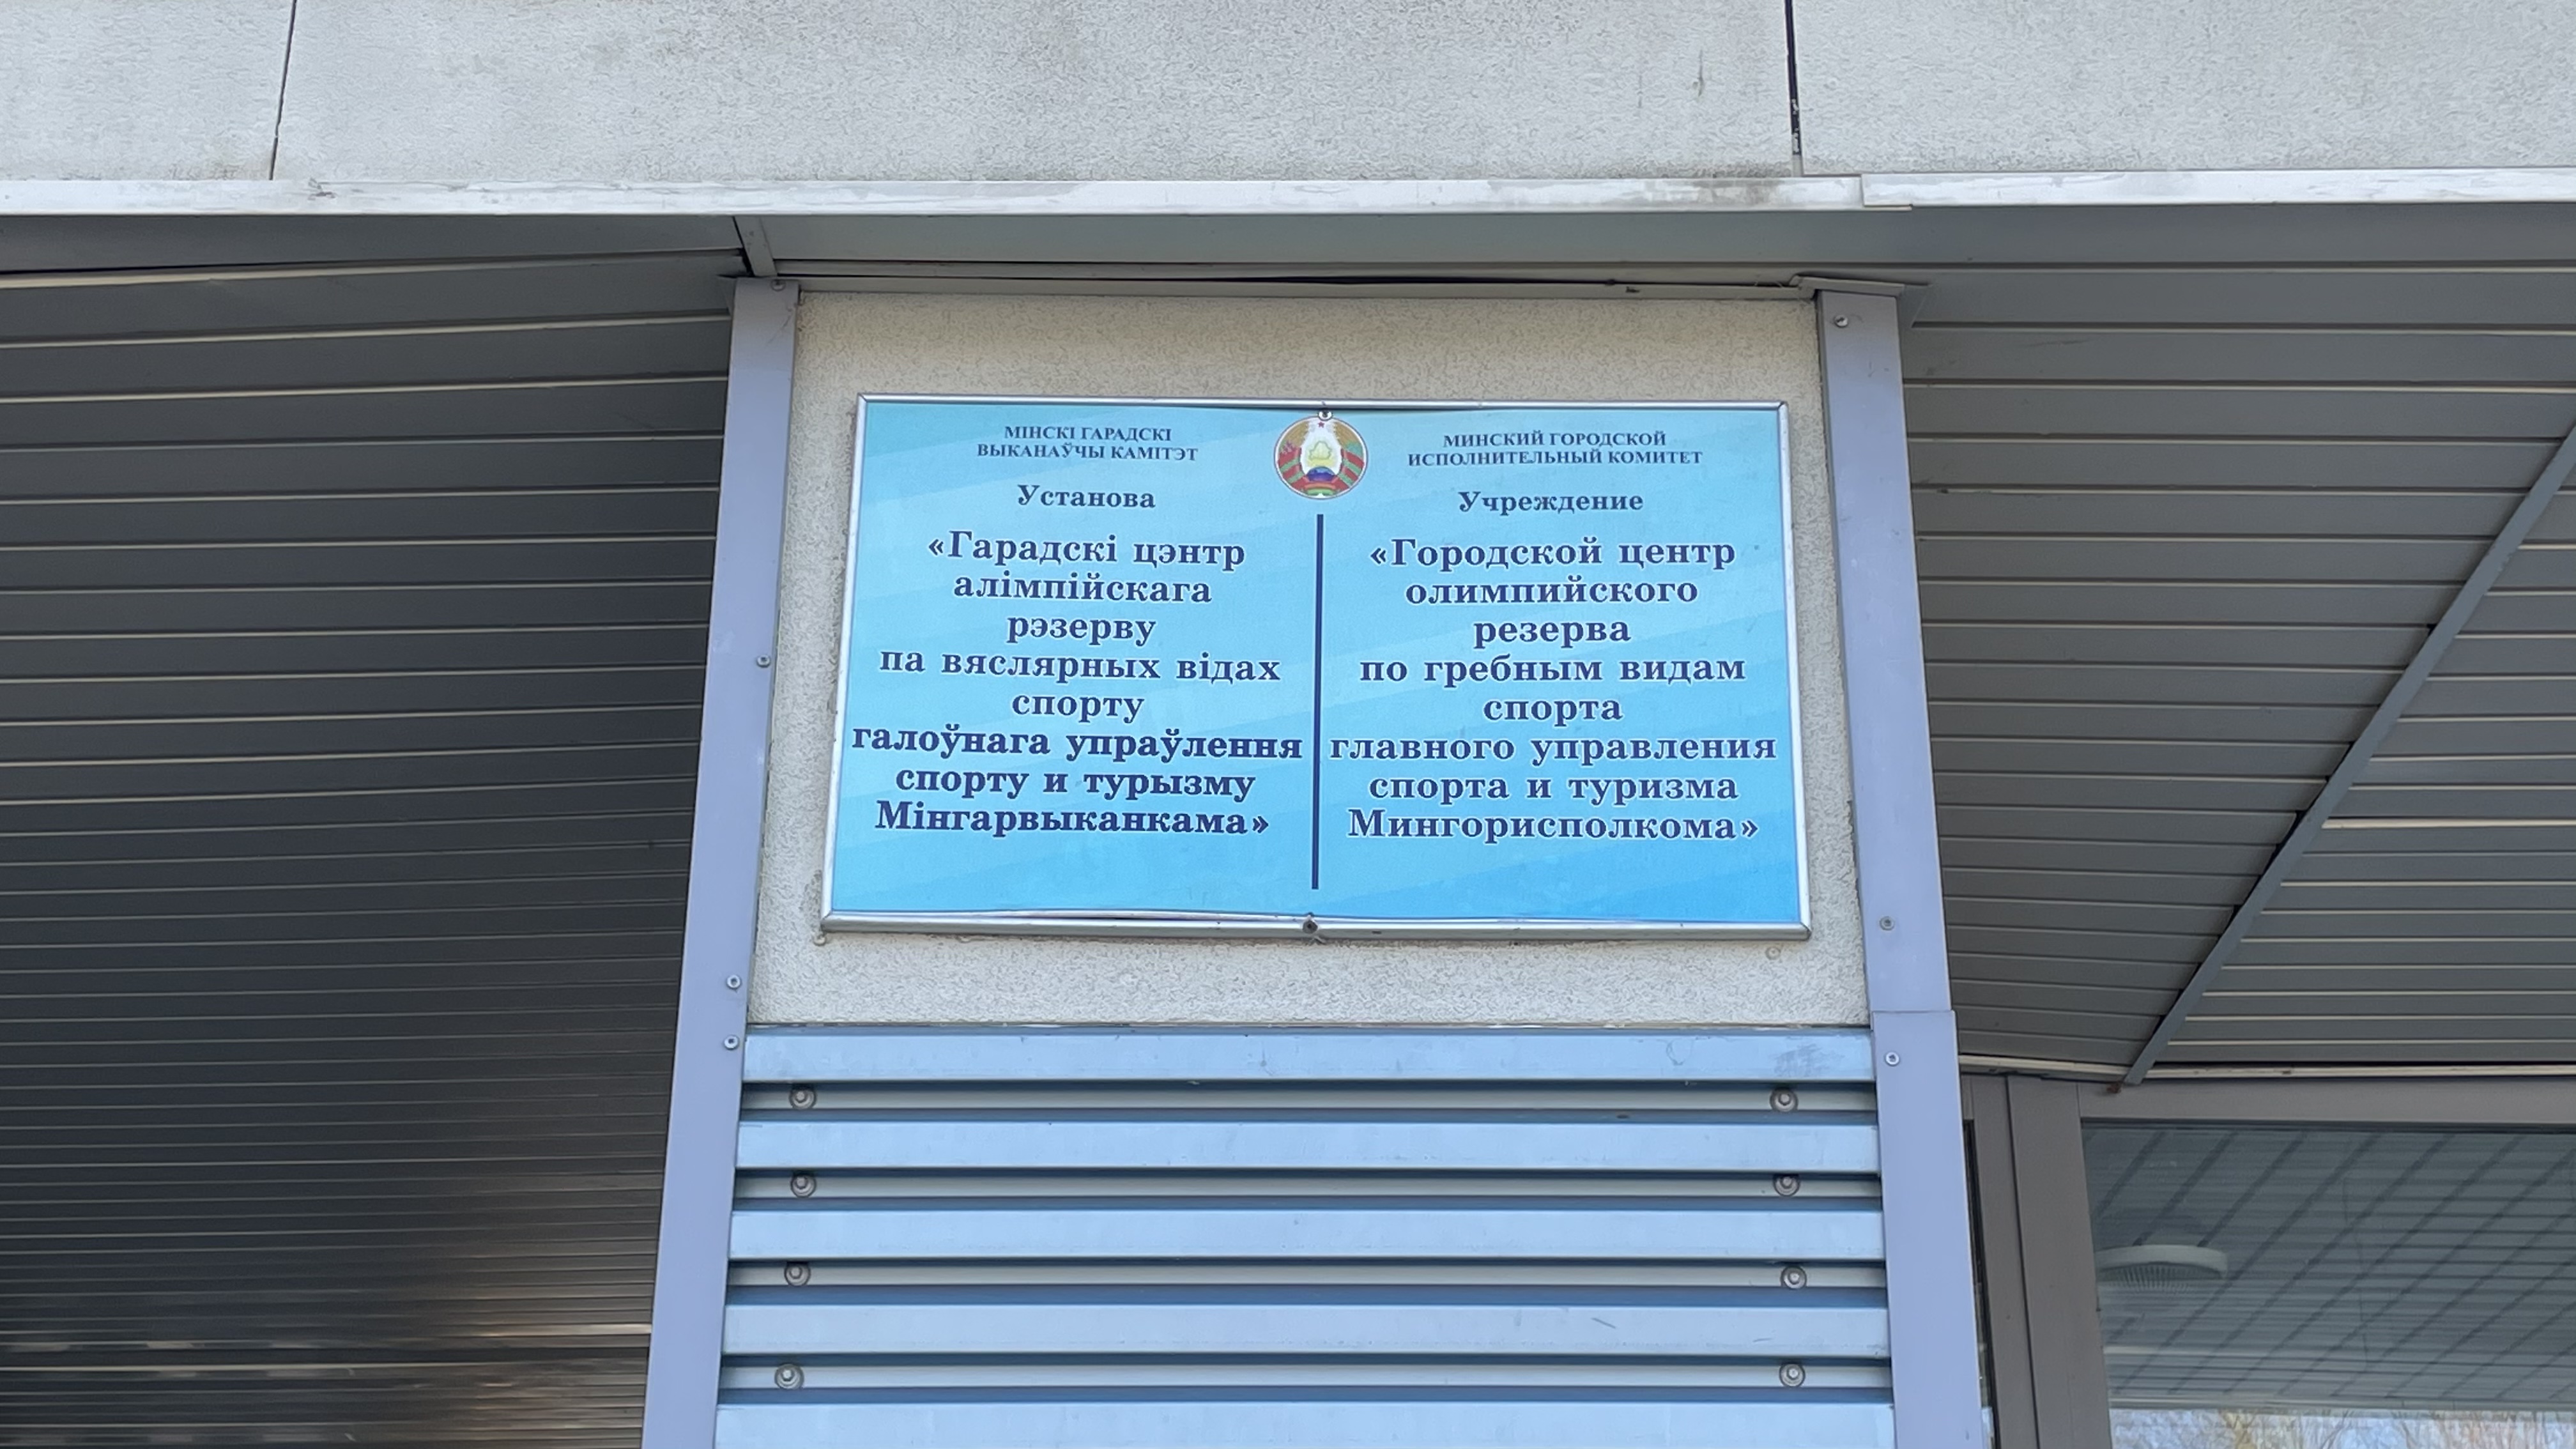 МІНСКІ ГАРАДСКІ
ВЫКАНАЎЧЫ КАМІТЭТ
Установа
«Гарадскі цэнтр
алімпійскага
рэзерву
па вяслярных відах
спорту
галоўнага упраўлення
спорту и турызму
Мінгарвыканкама»
МИНСКИЙ ГОРОДСКОЙ
ИСПОЛНИТЕЛЬНЫЙ КОМИТЕТ
Учреждение
«Городской центр
олимпийского
резерва
по гребным видам
спорта
главного управления
спорта и туризма
Мингорисполкома»